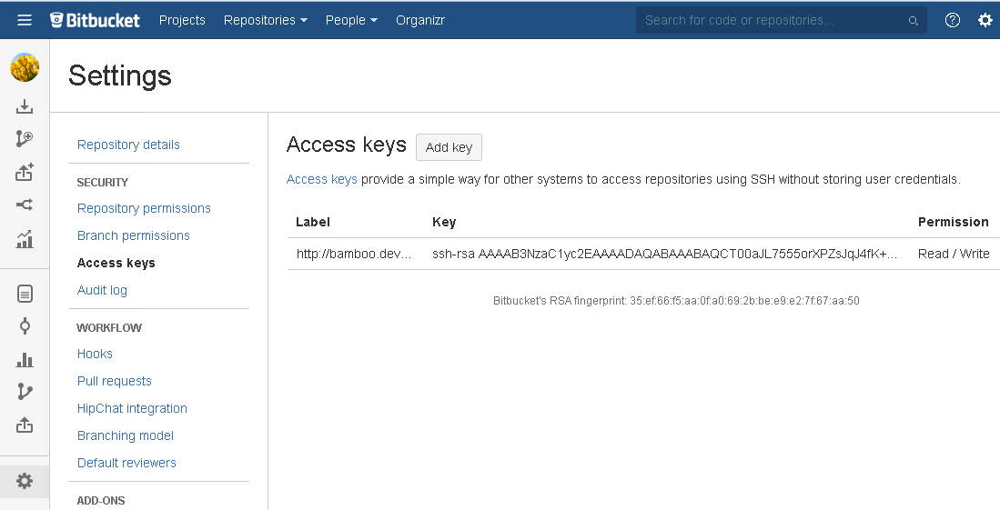 Bitbucket Projects Repositories People Organizr Search for code or repositories...
Settings
Repository details
SECURITY
Repository permissions
Branch permissions
Access keys
Audit log
WORKFLOW
Hooks
Pull requests
HipChat integration
Branching model
Default reviewers
ADD-ONS
Access keys Add key
Access keys provide a simple way for other systems to access repositories using SSH without storing user credentials.
Label Key Permission
http://bamboo.dev... ssh-rsa AAAAB3NzaC1yc2EAAAADAQABAAABAQCT00aJL7555orXPZsJqJ4fK+... Read / Write
Bitbucket's RSA fingerprint: 35:ef:66:f5:aa:0f:a0:69:2b:be:e9:e2:7f:67:aa:50